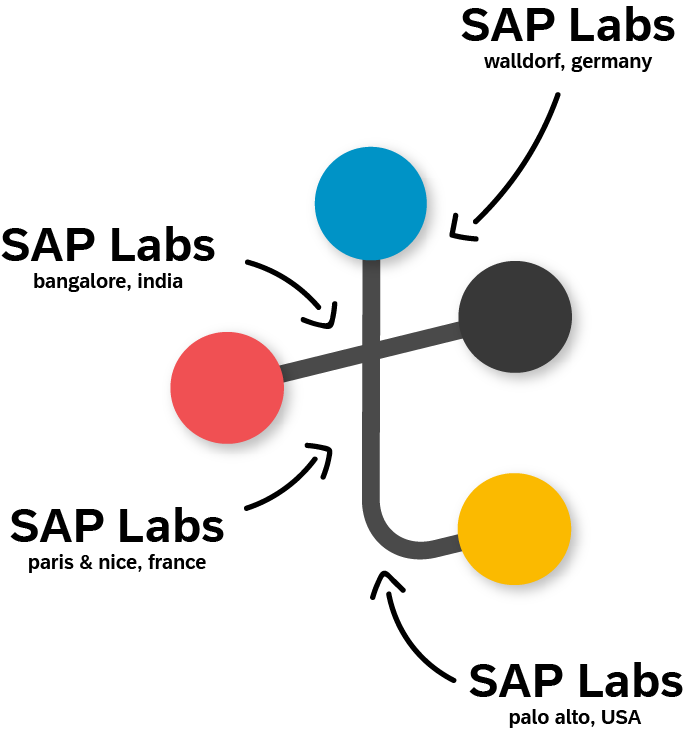 SAP Labs
walldorf, germany
SAP Labs
bangalore, india
SAP Labs
paris & nice, france
SAP Labs
palo alto, USA